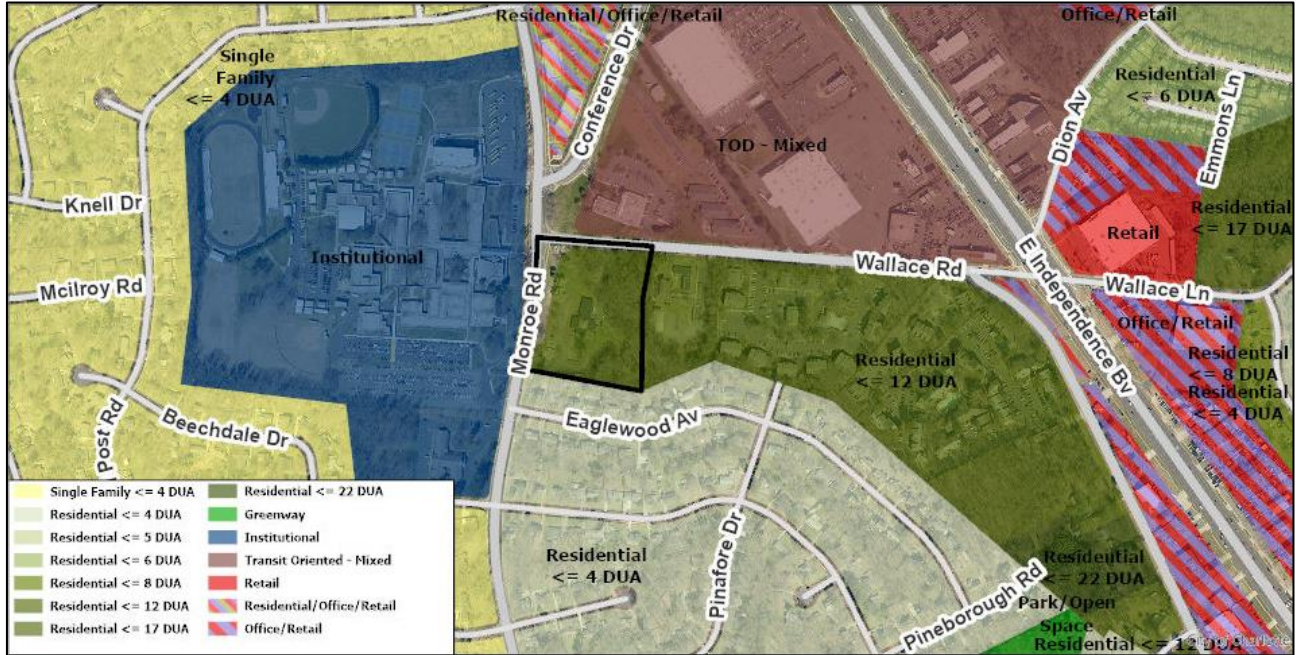 Residential/Office/Retail
Office/Retail
Single
Family
<= 4 DUA
Conference Dr
Residential
<= 6 DUA
Dion Av
Emmons Ln
TOD - Mixed
Knell Dr
Residential
<= 17 DUA
Retail
Institutional
Mcilroy Rd
Monroe Rd
Wallace Rd
E Independence Bv
Wallace Ln
Office/Retail
Residential
<= 12 DUA
Residential
<= 8 DUA
Residential
<= 4 DUA
Post Rd
Beechdale Dr
Eaglewood Av
Pinafore Dr
Residential
<= 4 DUA
Pineborough Rd
Residential
<= 22 DUA
Park/Open
Space
Residential <= 12 DUA
City of Charlotte
Single Family <= 4 DUA
Residential <= 4 DUA
Residential <= 5 DUA
Residential <= 6 DUA
Residential <= 8 DUA
Residential <= 12 DUA
Residential <= 17 DUA
Residential <= 22 DUA
Greenway
Institutional
Transit Oriented - Mixed
Retail
Residential/Office/Retail
Office/Retail